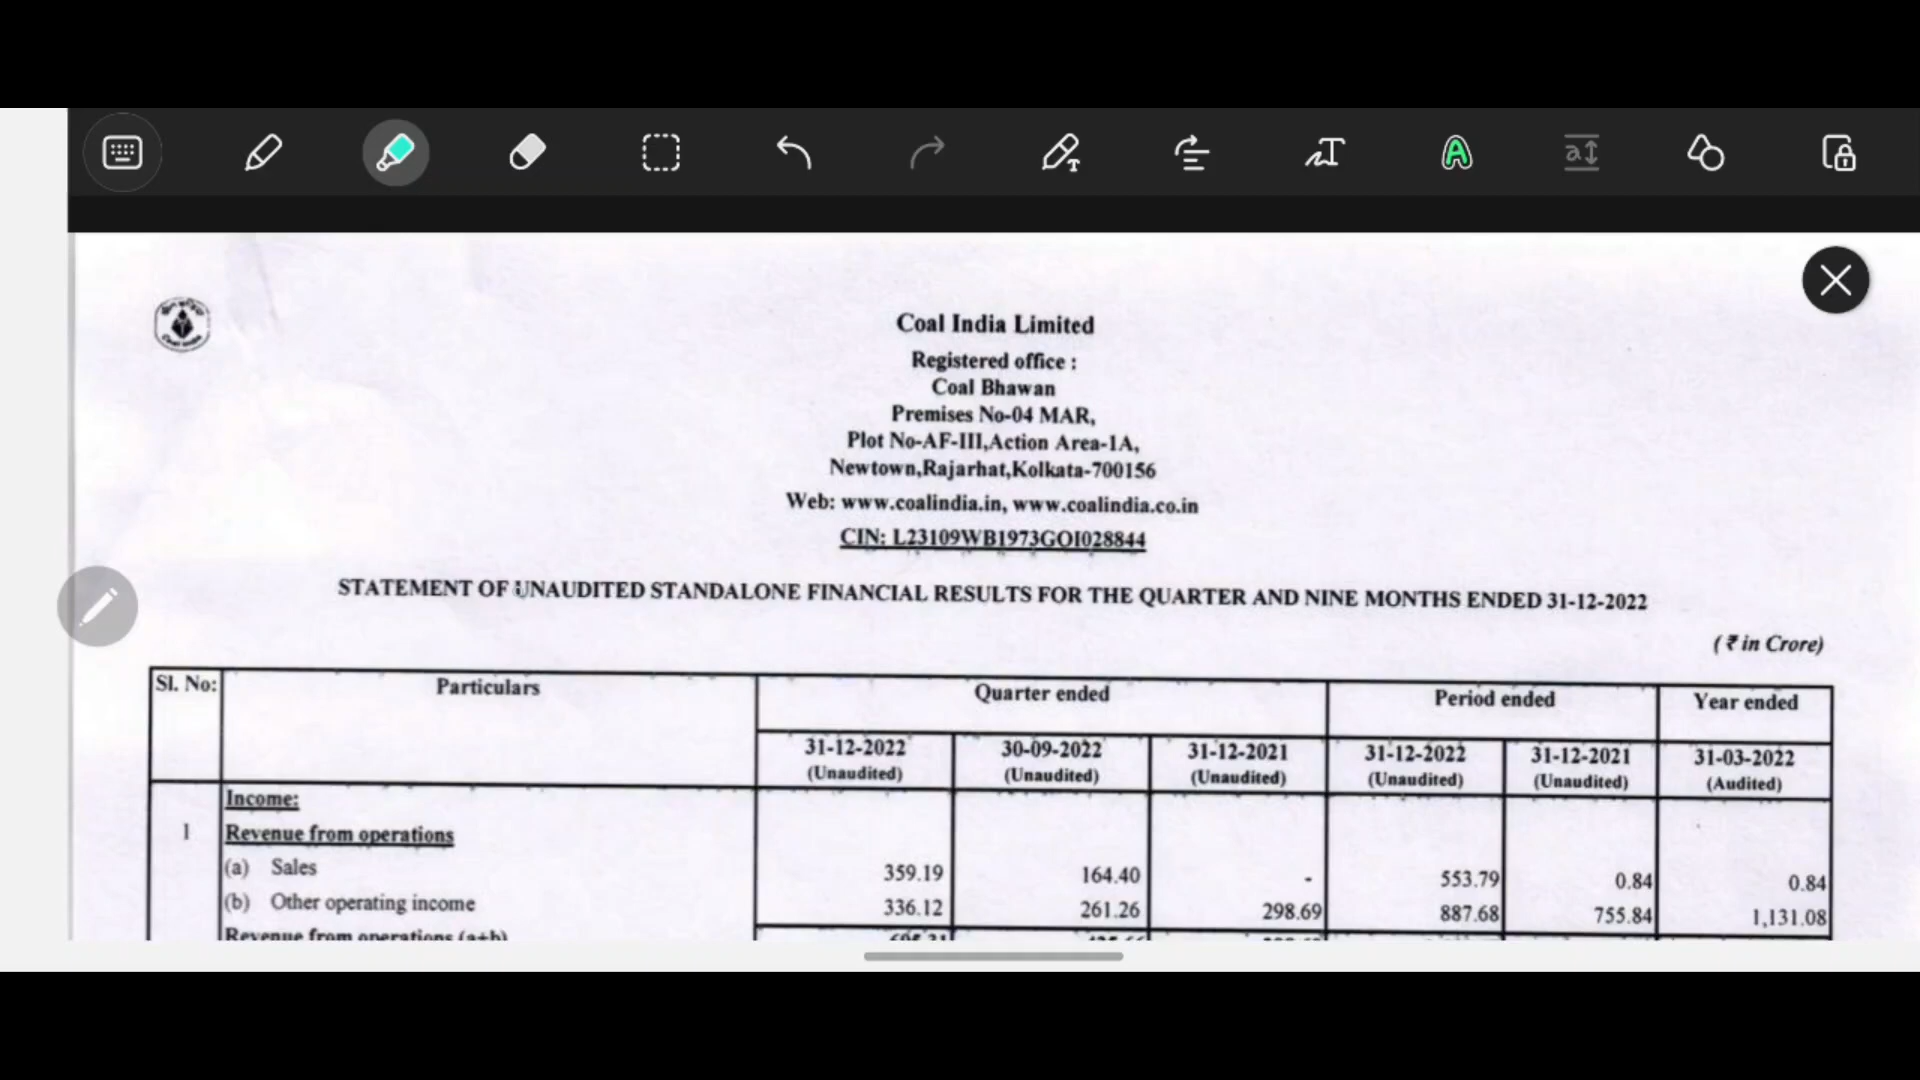 Coal India Limited
Registered office :
Coal Bhawan
Premises No-04 MAR,
Plot No-AF-III,Action Area-1A,
Newtown,Rajarhat,Kolkata-700156
Web: www.coalindia.in, www.coalindia.co.in
CIN: L23109WB1973GOI028844
STATEMENT OF UNAUDITED STANDALONE FINANCIAL RESULTS FOR THE QUARTER AND NINE MONTHS ENDED 31-12-2022
(₹ in Crore)
Sl. No: Particulars Quarter ended Period ended Year ended
31-12-2022 30-09-2022 31-12-2021 31-12-2022 31-12-2021 31-03-2022
(Unaudited) (Unaudited) (Unaudited) (Unaudited) (Unaudited) (Audited)
Income:
1 Revenue from operations
(a) Sales 359.19 164.40 - 553.79 0.84 0.84
(b) Other operating income 336.12 261.26 298.69 887.68 755.84 1,131.08
Revenue from operations (a+b)